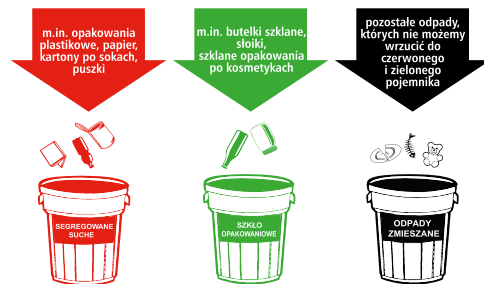 m.in. opakowania
plastikowe, papier,
kartony po sokach,
puszki
m.in. butelki szklane,
słoiki,
szklane opakowania
po kosmetykach
pozostałe odpady,
których nie możemy
wrzucić do
czerwonego
i zielonego
pojemnika
SEGREGOWANE
SUCHE
SZKŁO
OPAKOWANIOWE
ODPADY
ZMIESZANE